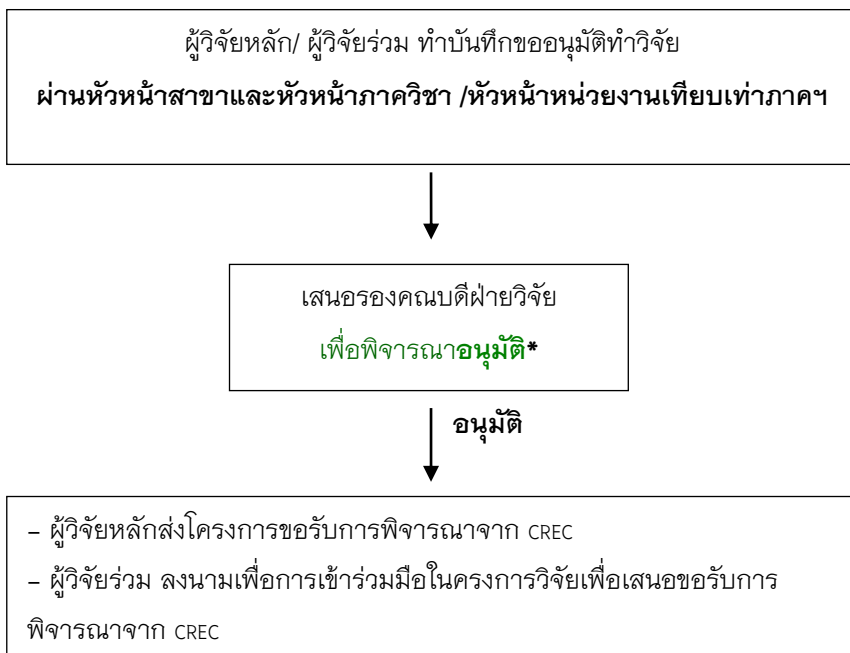 ผู้วิจัยหลัก/ ผู้วิจัยร่วม ทำบันทึกขออนุมัติทำวิจัย
ผ่านหัวหน้าสาขาและหัวหน้าภาควิชา /หัวหน้าหน่วยงานเทียบเท่าภาคฯ
เสนอรองคณบดีฝ่ายวิจัย
เพื่อพิจารณาอนุมัติ*
อนุมัติ
– ผู้วิจัยหลักส่งโครงการขอรับการพิจารณาจาก CREC
– ผู้วิจัยร่วม ลงนามเพื่อการเข้าร่วมมือในครงการวิจัยเพื่อเสนอขอรับการ
พิจารณาจาก CREC